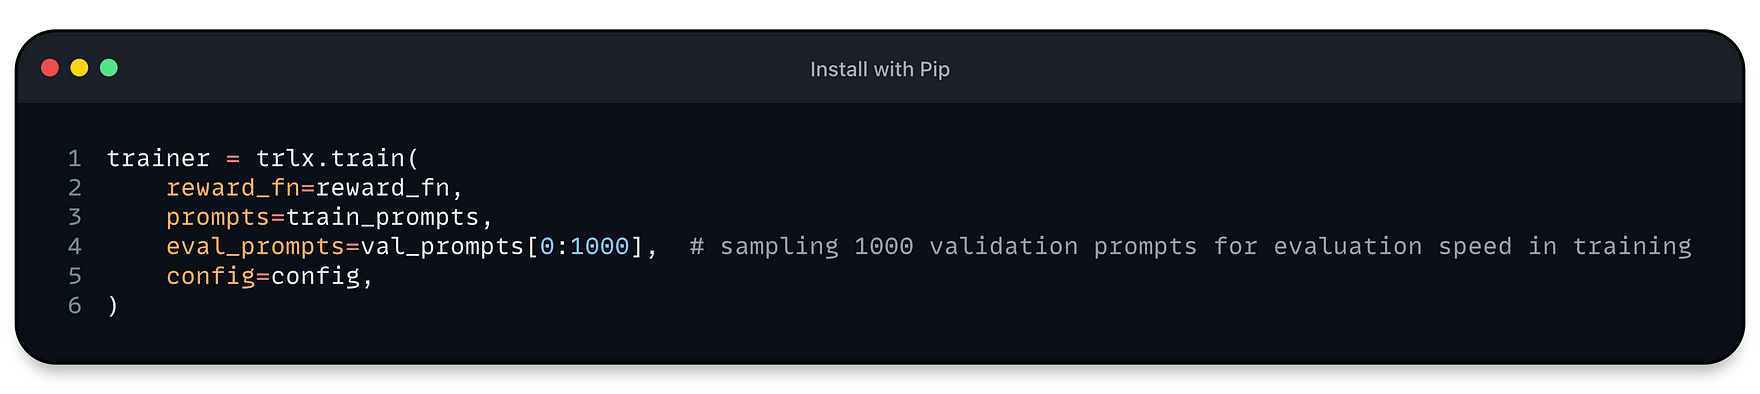 Install with Pip
1 trainer = trlx.train(
2     reward_fn=reward_fn,
3     prompts=train_prompts,
4     eval_prompts=val_prompts[0:1000],  # sampling 1000 validation prompts for evaluation speed in training
5     config=config,
6 )